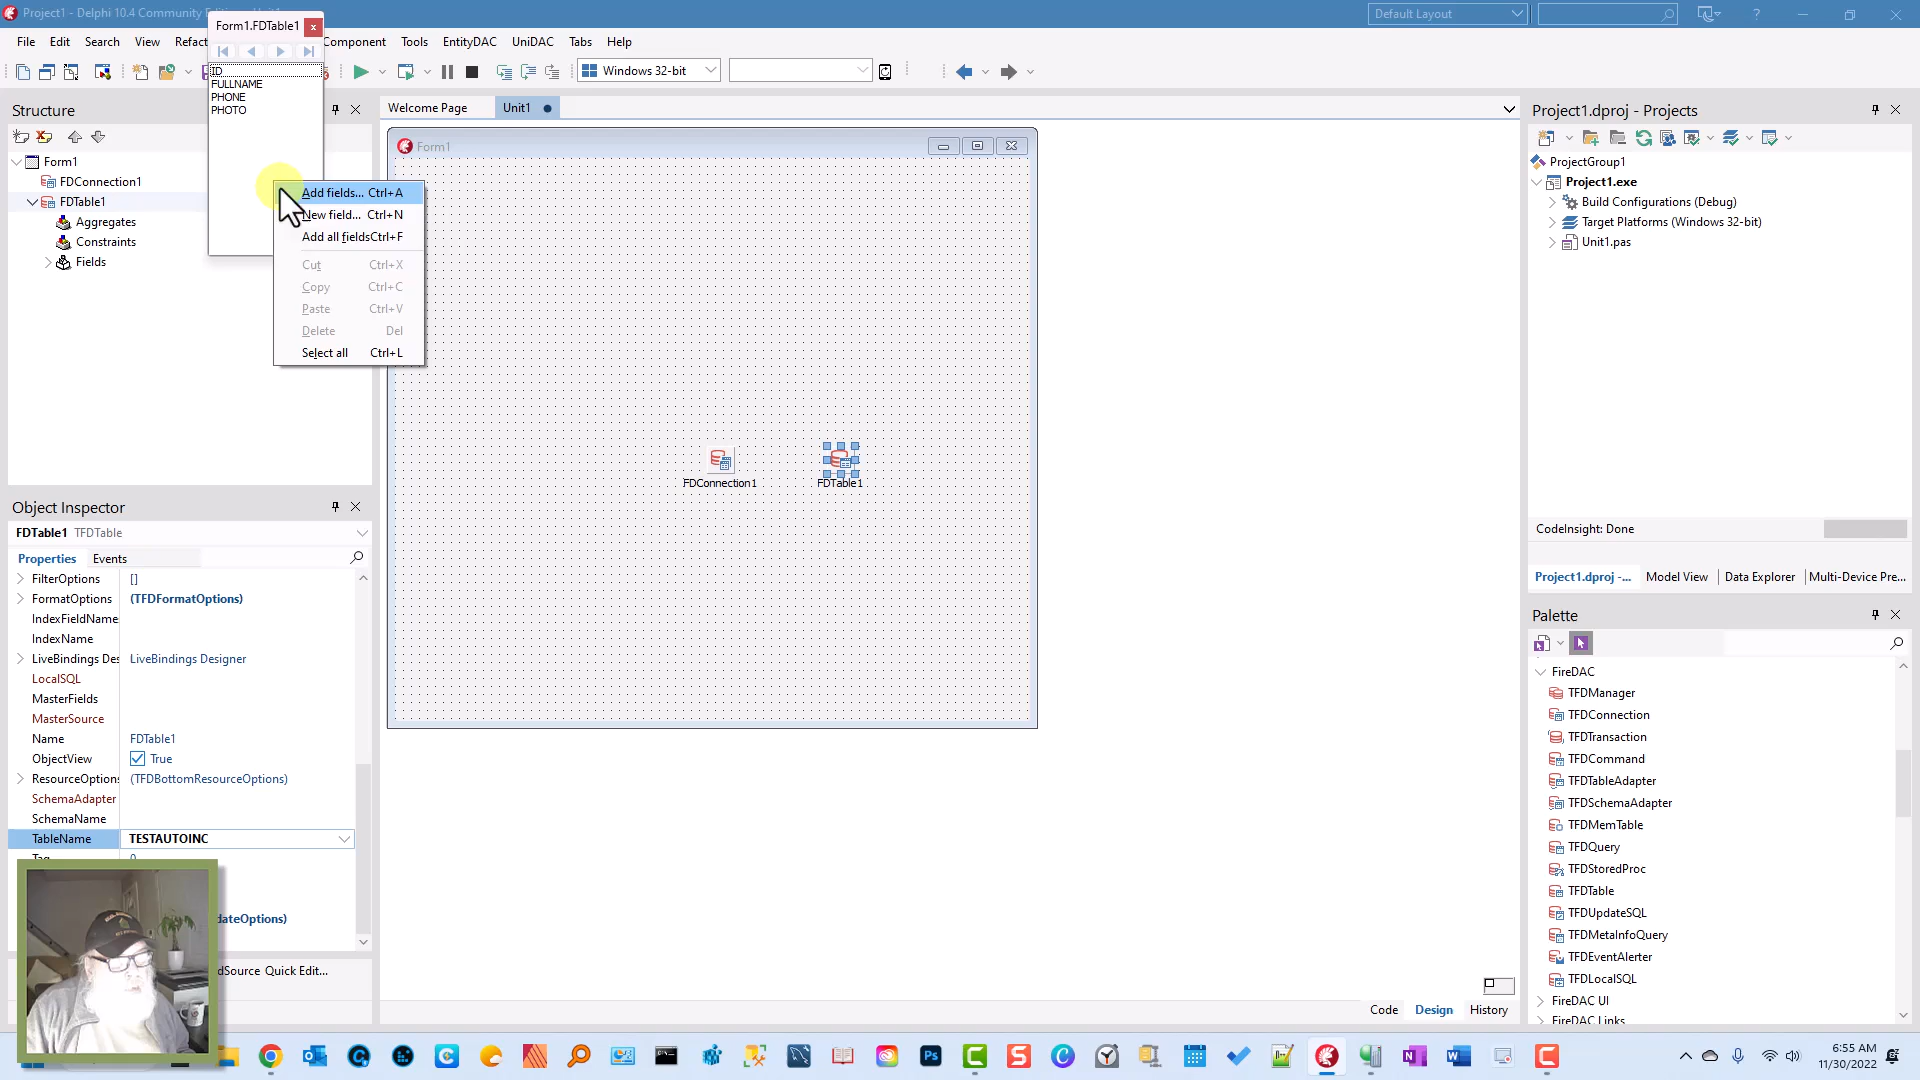 Project1 - Delphi 10.4 Community Edition - Unit1
Default Layout
File Edit Search View Refact Component Tools EntityDAC UniDAC Tabs Help
Form1.FDTable1
ID
FULLNAME
PHONE
PHOTO
Windows 32-bit
Add fields... Ctrl+A
New field... Ctrl+N
Add all fieldsCtrl+F
Cut Ctrl+X
Copy Ctrl+C
Paste Ctrl+V
Delete Del
Select all Ctrl+L
Structure
Form1
FDConnection1
FDTable1
Aggregates
Constraints
Fields
Welcome Page
Unit1
Form1
FDConnection1
FDTable1
Object Inspector
FDTable1 TFDTable
Properties Events
FilterOptions []
FormatOptions (TFDFormatOptions)
IndexFieldName
IndexName
LiveBindings Des LiveBindings Designer
LocalSQL
MasterFields
MasterSource
Name FDTable1
ObjectView True
ResourceOptions (TFDBottomResourceOptions)
SchemaAdapter
SchemaName
TableName TESTAUTOINC
Tag 0
dateOptions)
dSource Quick Edit...
Code Design History
Project1.dproj - Projects
ProjectGroup1
Project1.exe
Build Configurations (Debug)
Target Platforms (Windows 32-bit)
Unit1.pas
CodeInsight: Done
Project1.dproj -... Model View Data Explorer Multi-Device Pre...
Palette
FireDAC
TFDManager
TFDConnection
TFDTransaction
TFDCommand
TFDTableAdapter
TFDSchemaAdapter
TFDMemTable
TFDQuery
TFDStoredProc
TFDTable
TFDUpdateSQL
TFDMetaInfoQuery
TFDEventAlerter
TFDLocalSQL
FireDAC UI
FireDAC Links
6:55 AM
11/30/2022